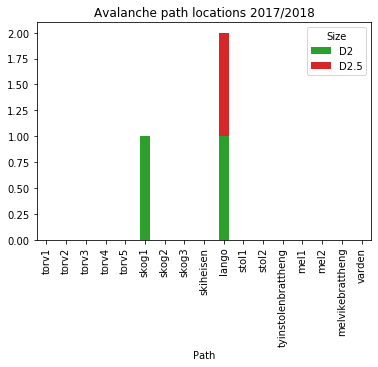 Avalanche path locations 2017/2018
Size
D2
D2.5
2.00
1.75
1.50
1.25
1.00
0.75
0.50
0.25
0.00
torv1
torv2
torv3
torv4
torv5
skog1
skog2
skog3
skiheisen
lango
stol1
stol2
tyinstolenbrattheng
mel1
mel2
melvikebrattheng
varden
Path